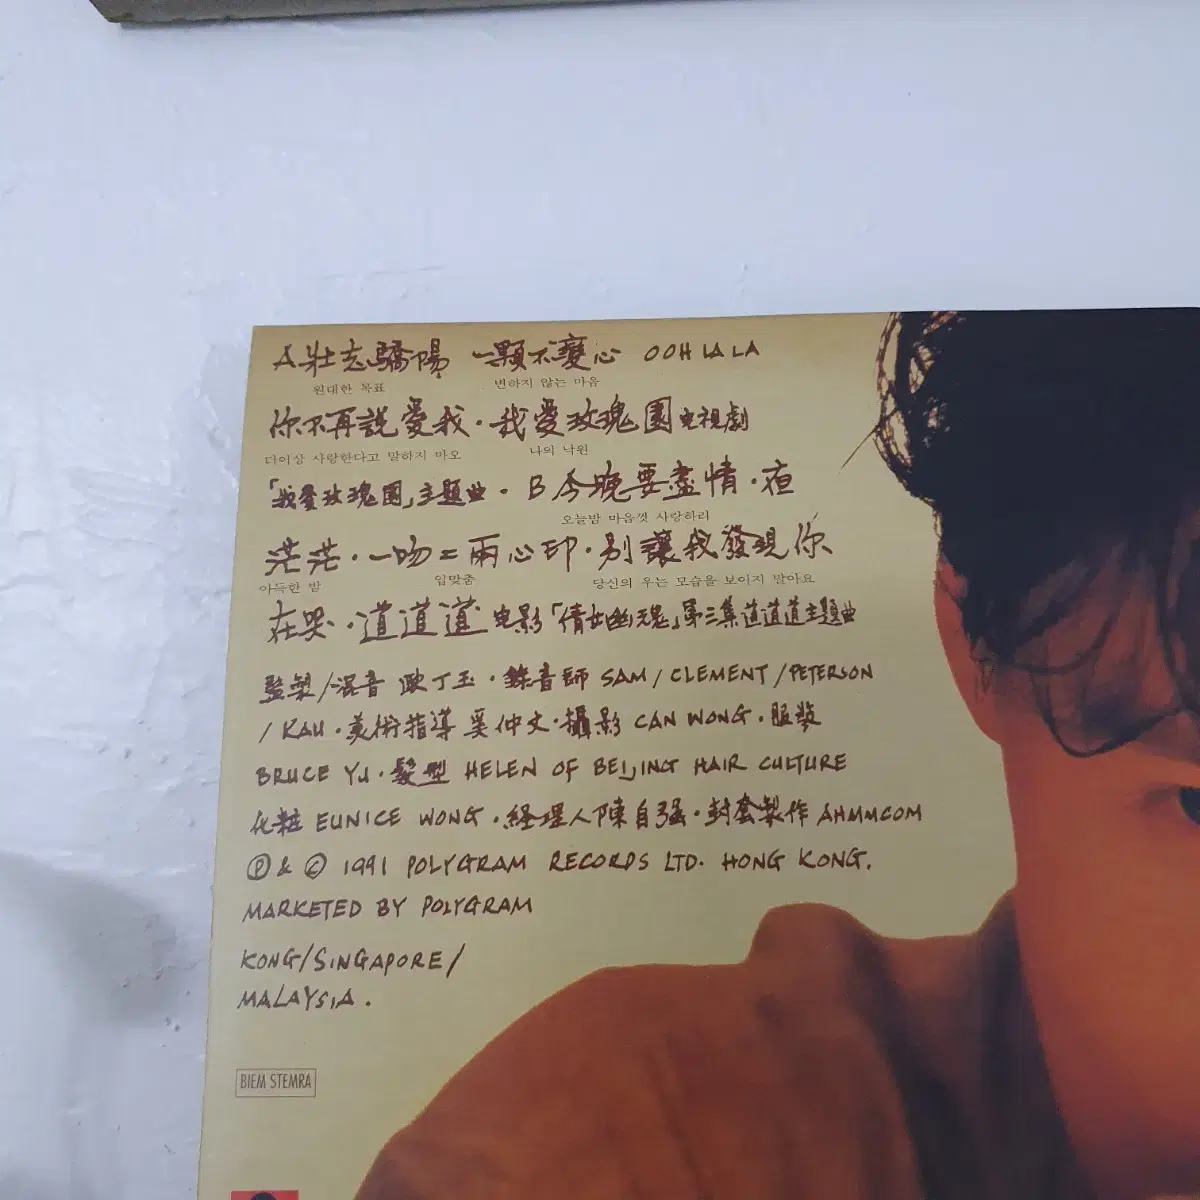 A 壯志驕陽 一顆不變心 OOH LA LA
원대한 목표 변하지 않는 마음
你不再說愛我·我愛玫瑰園电視劇
더이상 사랑한다고 말하지 마오 나의 낙원
「我愛玫瑰園」主題曲·B 今晚要盡情·夜
오늘밤 마음껏 사랑하리
茫茫·一吻=兩心印·別讓我發現你
아득한 밤 입맞춤 당신의 우는 모습을 보이지 말아요
在哭·道道道 电影「倩女幽魂」第三集道道道主題曲
監製/混音 歐丁玉·錄音師 SAM/CLEMENT/PETERSON
/KAU·美術指導 奚仲文·攝影 CAN WONG·服裝
BRUCE YU·髮型 HELEN OF BEIJING HAIR CULTURE
化粧 EUNICE WONG·経理人陳自強·封套製作 AHMMCOM
Ⓟ & © 1991 POLYGRAM RECORDS LTD. HONG KONG.
MARKETED BY POLYGRAM
KONG/SINGAPORE/
MALAYSIA.
BIEM STEMRA